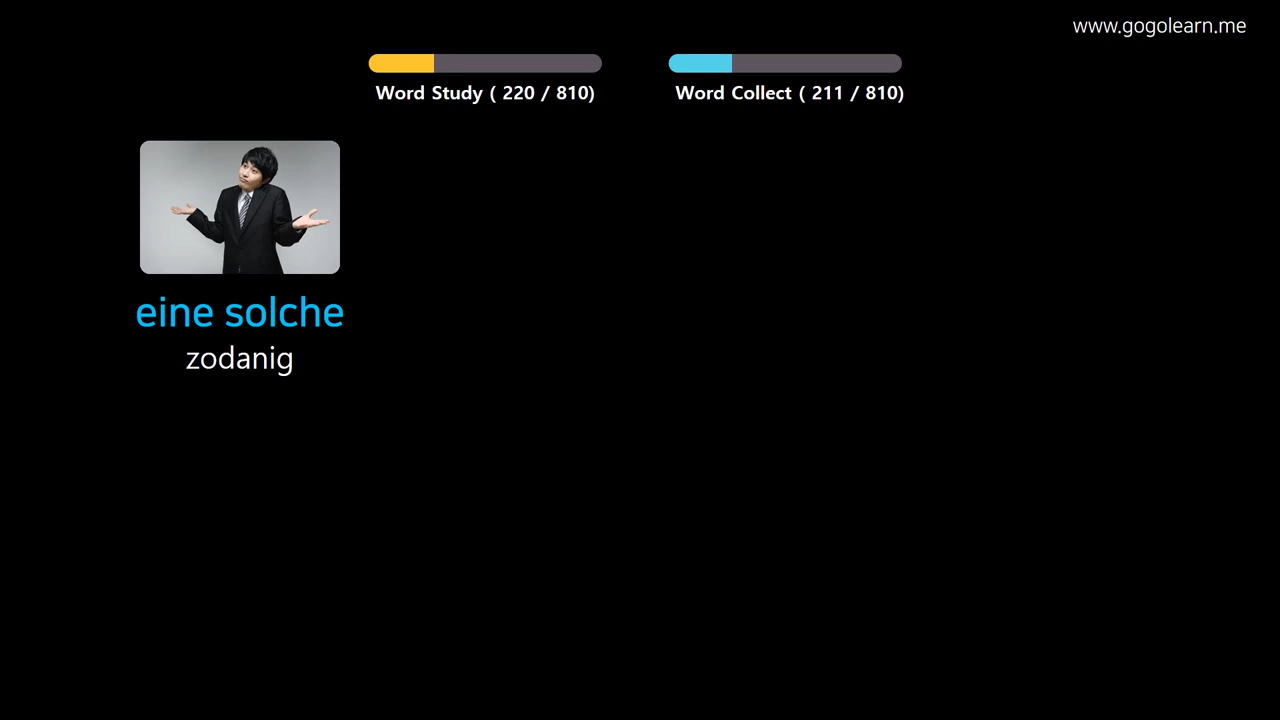 www.gogolearn.me
Word Study ( 220 / 810)
Word Collect ( 211 / 810)
eine solche
zodanig